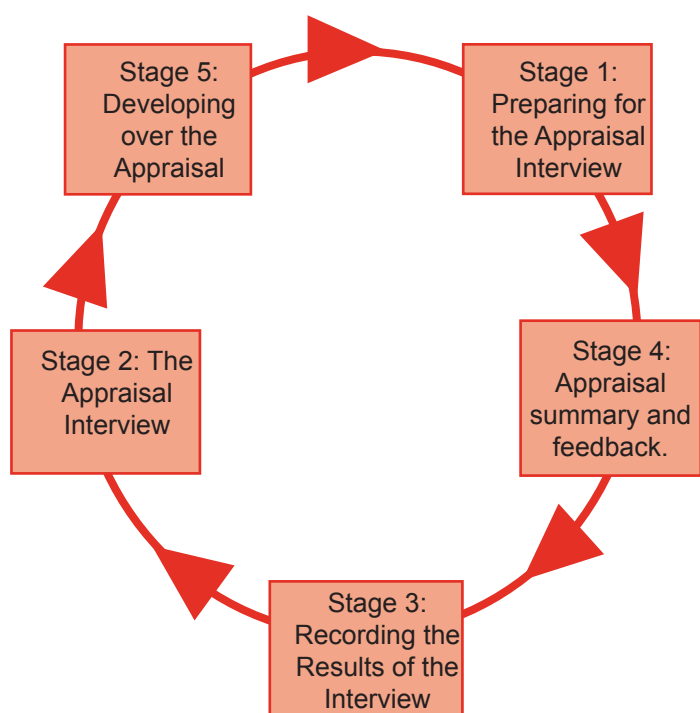 Stage 5:
Developing
over the
Appraisal
Stage 1:
Preparing for
the Appraisal
Interview
Stage 2: The
Appraisal
Interview
Stage 4:
Appraisal
summary and
feedback.
Stage 3:
Recording the
Results of the
Interview